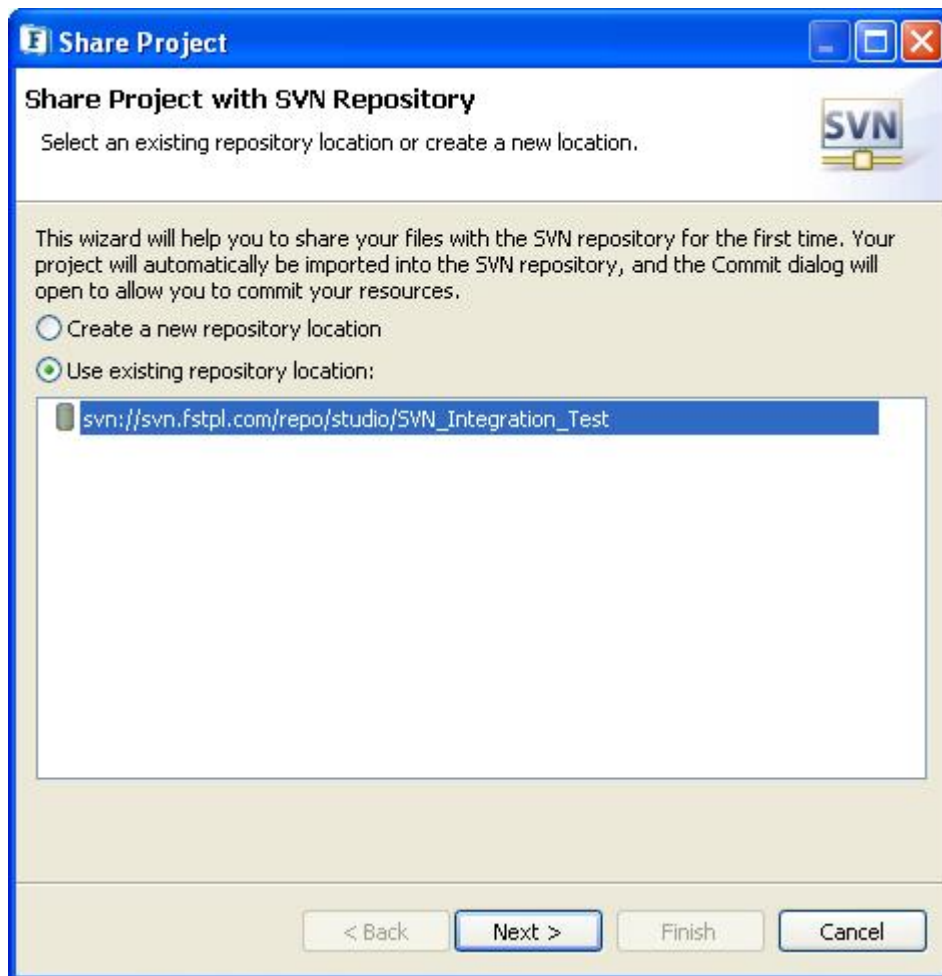 F Share Project
Share Project with SVN Repository
Select an existing repository location or create a new location.
SVN
This wizard will help you to share your files with the SVN repository for the first time. Your
project will automatically be imported into the SVN repository, and the Commit dialog will
open to allow you to commit your resources.
Create a new repository location
Use existing repository location:
svn://svn.fstpl.com/repo/studio/SVN_Integration_Test
< Back Next > Finish Cancel